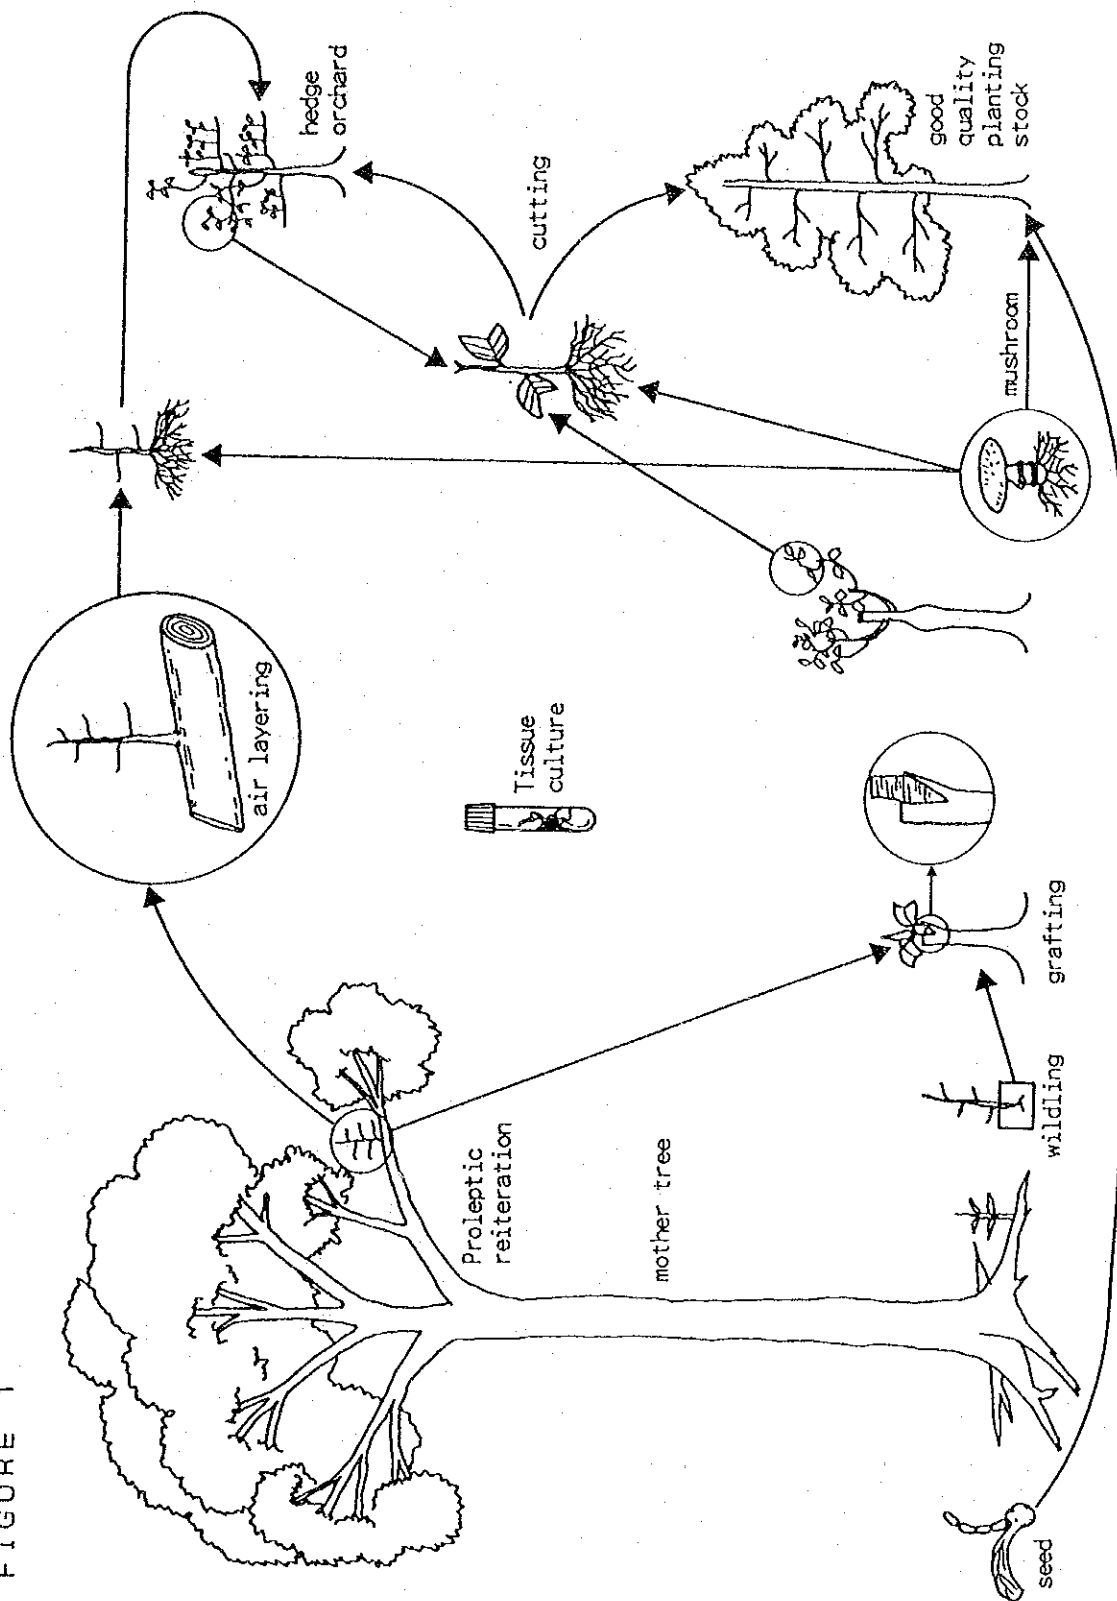 FIGURE 1
air layering
hedge
orchard
Proleptic
reiteration
Tissue
culture
cutting
mother tree
good
quality
planting
stock
mushroom
seed
wildling
grafting